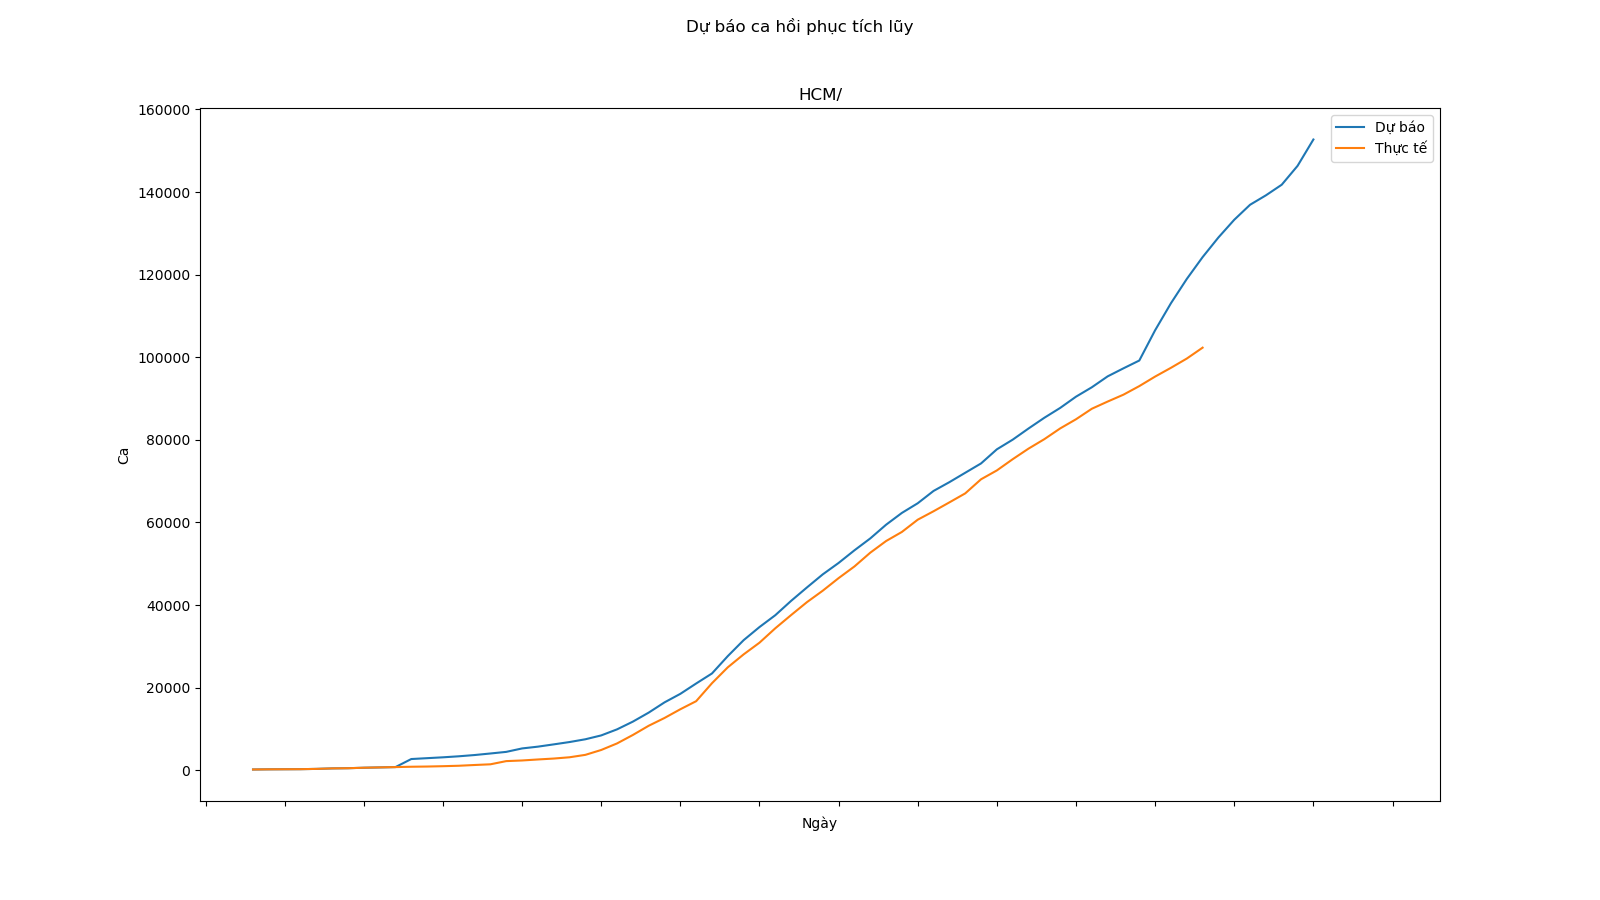 Dự báo ca hồi phục tích lũy
HCM/
160000
140000
120000
100000
80000
60000
40000
20000
0
Ca
Dự báo
Thực tế
Ngày